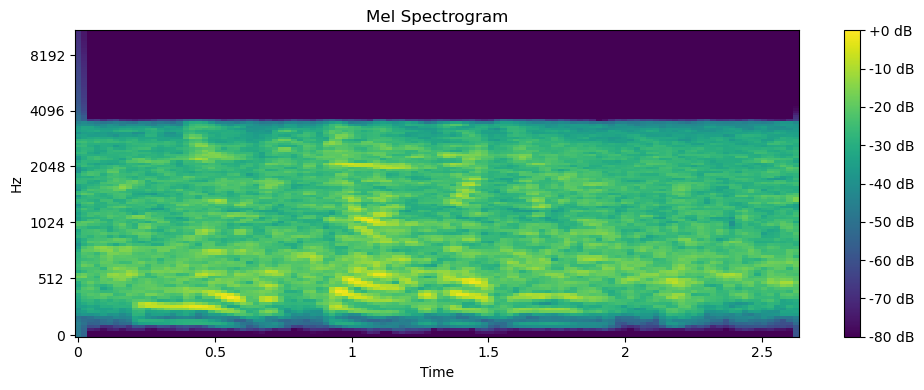 Mel Spectrogram
Hz
8192
4096
2048
1024
512
0
0
0.5
1
1.5
2
2.5
Time
+0 dB
-10 dB
-20 dB
-30 dB
-40 dB
-50 dB
-60 dB
-70 dB
-80 dB